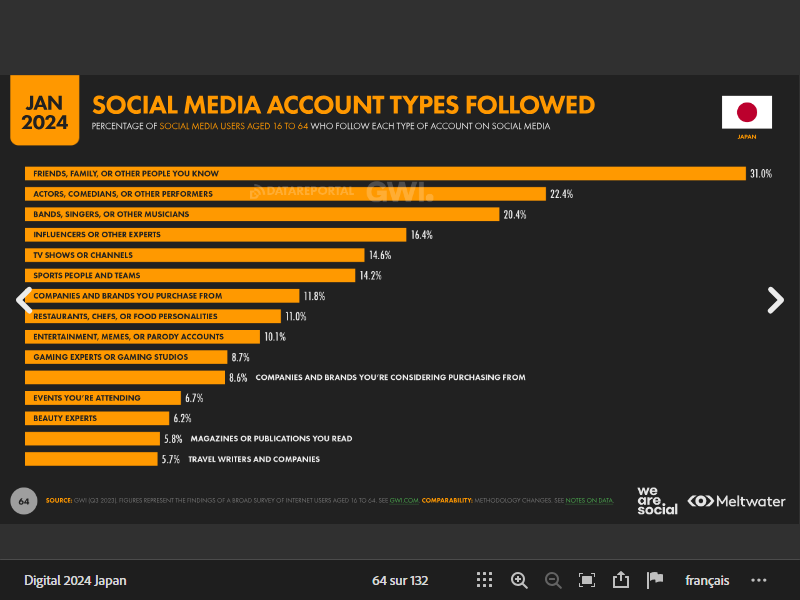 JAN
2024
SOCIAL MEDIA ACCOUNT TYPES FOLLOWED
PERCENTAGE OF SOCIAL MEDIA USERS AGED 16 TO 64 WHO FOLLOW EACH TYPE OF ACCOUNT ON SOCIAL MEDIA
JAPAN
FRIENDS, FAMILY, OR OTHER PEOPLE YOU KNOW 31.0%
ACTORS, COMEDIANS, OR OTHER PERFORMERS 22.4%
DATAREPORTAL GWI.
BANDS, SINGERS, OR OTHER MUSICIANS 20.4%
INFLUENCERS OR OTHER EXPERTS 16.4%
TV SHOWS OR CHANNELS 14.6%
SPORTS PEOPLE AND TEAMS 14.2%
COMPANIES AND BRANDS YOU PURCHASE FROM 11.8%
RESTAURANTS, CHEFS, OR FOOD PERSONALITIES 11.0%
ENTERTAINMENT, MEMES, OR PARODY ACCOUNTS 10.1%
GAMING EXPERTS OR GAMING STUDIOS 8.7%
8.6% COMPANIES AND BRANDS YOU'RE CONSIDERING PURCHASING FROM
EVENTS YOU'RE ATTENDING 6.7%
BEAUTY EXPERTS 6.2%
5.8% MAGAZINES OR PUBLICATIONS YOU READ
5.7% TRAVEL WRITERS AND COMPANIES
64
SOURCE: GWI (Q3 2023). FIGURES REPRESENT THE FINDINGS OF A BROAD SURVEY OF INTERNET USERS AGED 16 TO 64. SEE GWI.COM. COMPARABILITY: METHODOLOGY CHANGES. SEE NOTES ON DATA.
we
are.
social
Meltwater
Digital 2024 Japan
64 sur 132
français